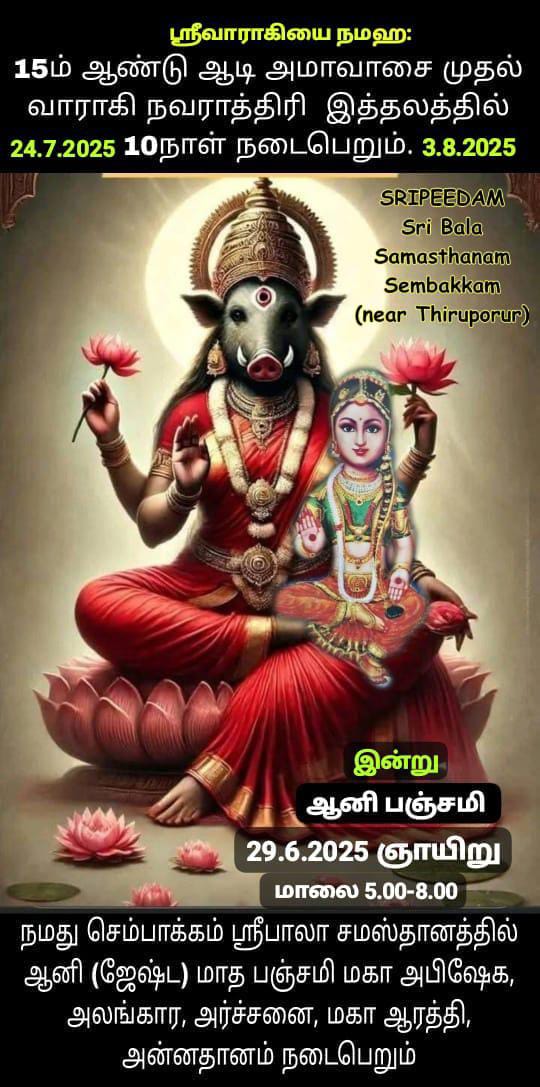 ஸ்ரீவாராகியை நமஹ:
15ம் ஆண்டு ஆடி அமாவாசை முதல்
வாராகி நவராத்திரி இத்தலத்தில்
24.7.2025 10நாள் நடைபெறும். 3.8.2025
SRIPEEDAM
Sri Bala
Samasthanam
Sembakkam
(near Thiruporur)
இன்று
ஆனி பஞ்சமி
29.6.2025 ஞாயிறு
மாலை 5.00-8.00
நமது செம்பாக்கம் ஸ்ரீபாலா சமஸ்தானத்தில்
ஆனி (ஜேஷ்ட) மாத பஞ்சமி மகா அபிஷேக,
அலங்கார, அர்ச்சனை, மகா ஆரத்தி,
அன்னதானம் நடைபெறும்